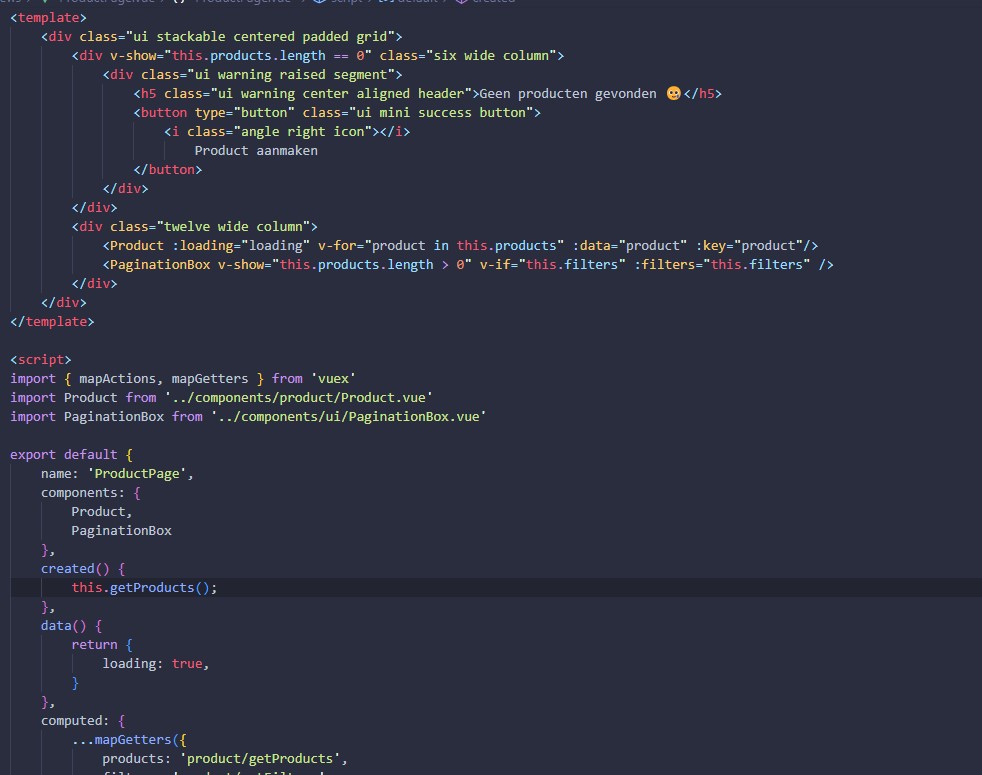 <template>
    <div class="ui stackable centered padded grid">
        <div v-show="this.products.length == 0" class="six wide column">
            <div class="ui warning raised segment">
                <h5 class="ui warning center aligned header">Geen producten gevonden 😕</h5>
                <button type="button" class="ui mini success button">
                    <i class="angle right icon"></i>
                        Product aanmaken
                </button>
            </div>
        </div>
        <div class="twelve wide column">
            <Product :loading="loading" v-for="product in this.products" :data="product" :key="product"/>
            <PaginationBox v-show="this.products.length > 0" v-if="this.filters" :filters="this.filters" />
        </div>
    </div>
</template>

<script>
import { mapActions, mapGetters } from 'vuex'
import Product from '../components/product/Product.vue'
import PaginationBox from '../components/ui/PaginationBox.vue'

export default {
    name: 'ProductPage',
    components: {
        Product,
        PaginationBox
    },
    created() {
        this.getProducts();
    },
    data() {
        return {
            loading: true,
        }
    },
    computed: {
        ...mapGetters({
            products: 'product/getProducts',